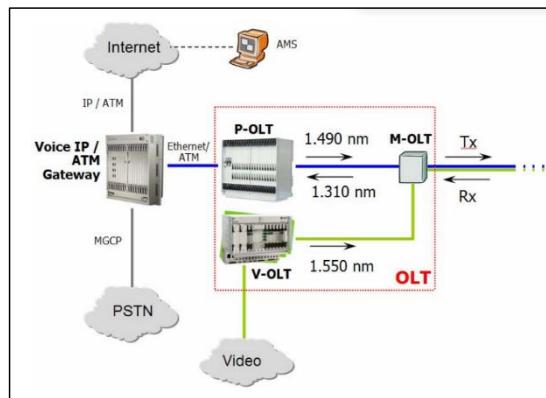 Internet
AMS
IP / ATM
Voice IP /
ATM
Gateway
Ethernet/
ATM
P-OLT
1.490 nm
M-OLT
Tx
1.310 nm
Rx
MGCP
V-OLT
1.550 nm
OLT
PSTN
Video